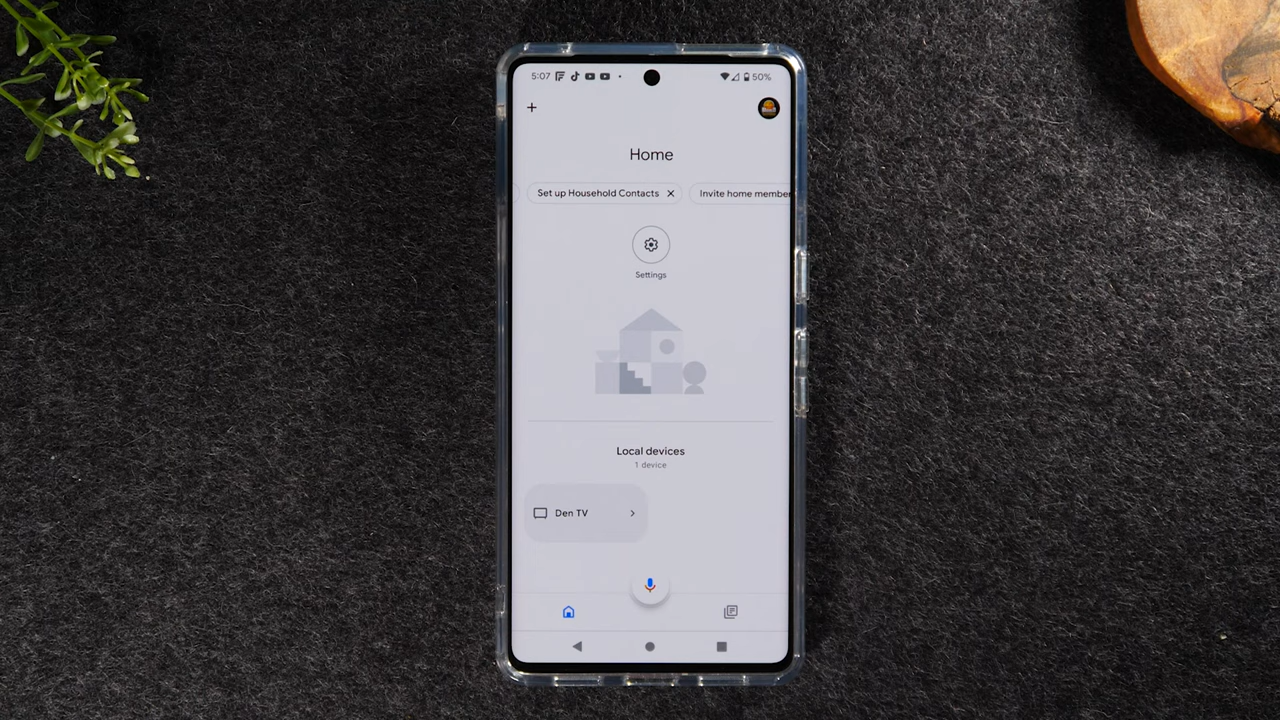 5:07
50%
Home
Set up Household Contacts
Invite home member
Settings
Local devices
1 device
Den TV